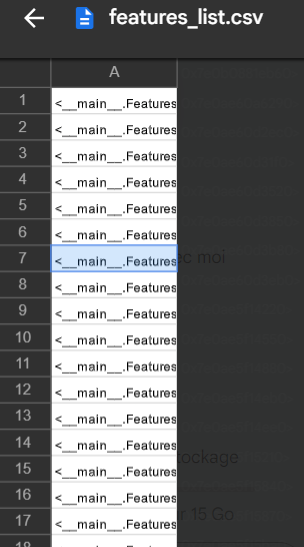 features_list.csv
A
1 <__main__.Features
2 <__main__.Features
3 <__main__.Features
4 <__main__.Features
5 <__main__.Features
6 <__main__.Features
7 <__main__.Features c moi
8 <__main__.Features
9 <__main__.Features
10 <__main__.Features
11 <__main__.Features
12 <__main__.Features
13 <__main__.Features
14 <__main__.Features
15 <__main__.Features ockage
16 <__main__.Features
17 <__main__.Features r 15 Go
18